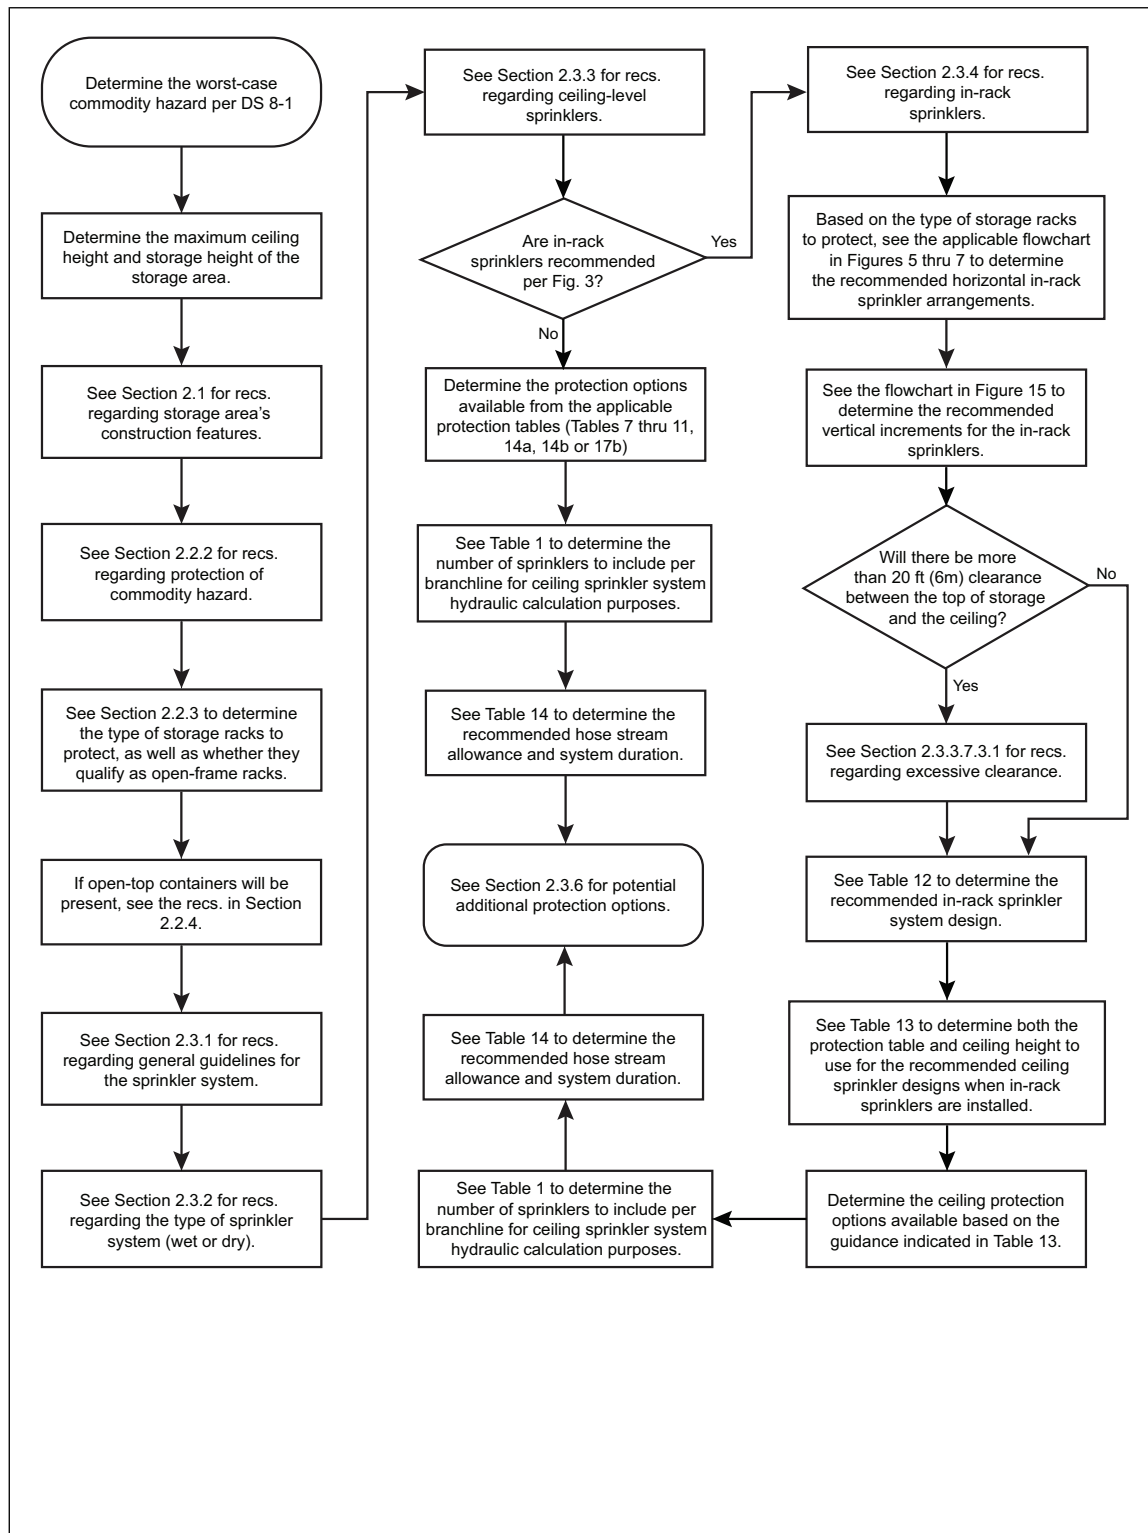 Determine the worst-case
commodity hazard per DS 8-1
Determine the maximum ceiling
height and storage height of the
storage area.
See Section 2.1 for recs.
regarding storage area's
construction features.
See Section 2.2.2 for recs.
regarding protection of
commodity hazard.
See Section 2.2.3 to determine
the type of storage racks to
protect, as well as whether they
qualify as open-frame racks.
If open-top containers will be
present, see the recs. in Section
2.2.4.
See Section 2.3.1 for recs.
regarding general guidelines for
the sprinkler system.
See Section 2.3.2 for recs.
regarding the type of sprinkler
system (wet or dry).
See Section 2.3.3 for recs.
regarding ceiling-level
sprinklers.
Are in-rack
sprinklers recommended
per Fig. 3?
Yes
No
Determine the protection options
available from the applicable
protection tables (Tables 7 thru 11,
14a, 14b or 17b)
See Table 1 to determine the
number of sprinklers to include per
branchline for ceiling sprinkler system
hydraulic calculation purposes.
See Table 14 to determine the
recommended hose stream
allowance and system duration.
See Section 2.3.6 for potential
additional protection options.
See Table 14 to determine the
recommended hose stream
allowance and system duration.
See Table 1 to determine the
number of sprinklers to include per
branchline for ceiling sprinkler system
hydraulic calculation purposes.
See Section 2.3.4 for recs.
regarding in-rack
sprinklers.
Based on the type of storage racks
to protect, see the applicable flowchart
in Figures 5 thru 7 to determine
the recommended horizontal in-rack
sprinkler arrangements.
See the flowchart in Figure 15 to
determine the recommended
vertical increments for the in-rack
sprinklers.
Will there be more
than 20 ft (6m) clearance
between the top of storage
and the ceiling?
No
Yes
See Section 2.3.3.7.3.1 for recs.
regarding excessive clearance.
See Table 12 to determine the
recommended in-rack sprinkler
system design.
See Table 13 to determine both the
protection table and ceiling height to
use for the recommended ceiling
sprinkler designs when in-rack
sprinklers are installed.
Determine the ceiling protection
options available based on the
guidance indicated in Table 13.